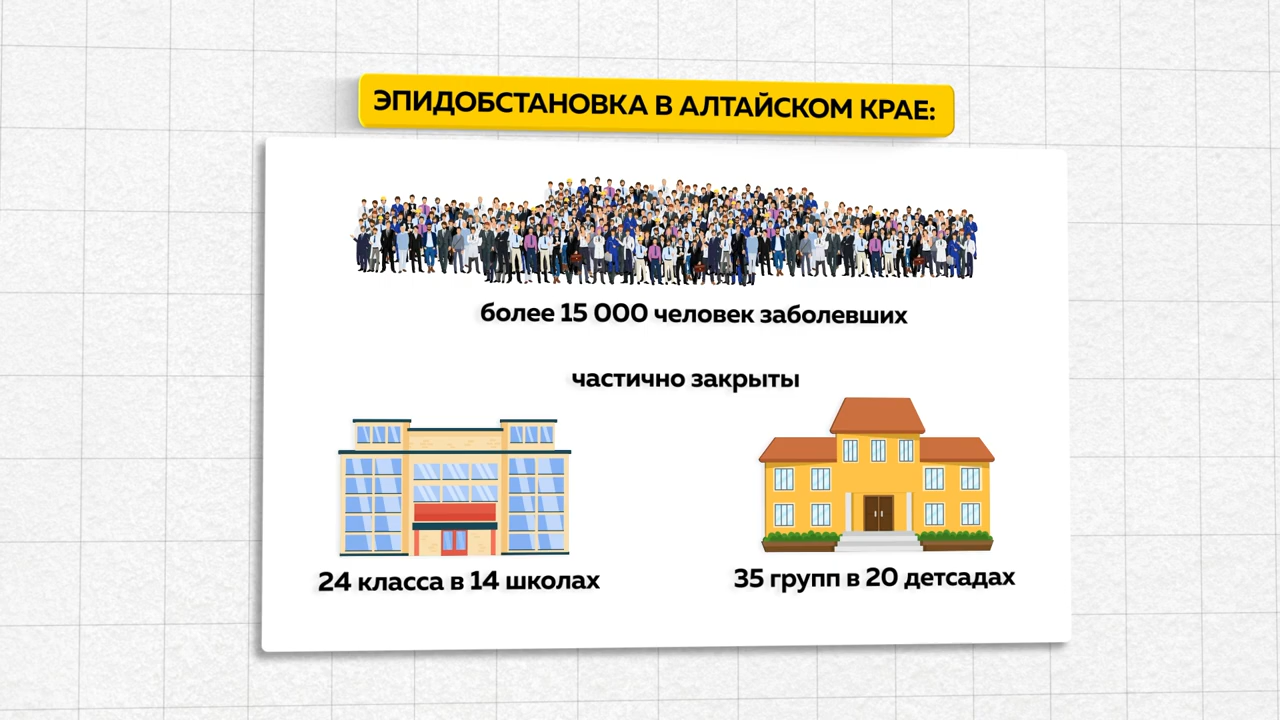 ЭПИДОБСТАНОВКА В АЛТАЙСКОМ КРАЕ:
более 15 000 человек заболевших
частично закрыты
24 класса в 14 школах
35 групп в 20 детсадах